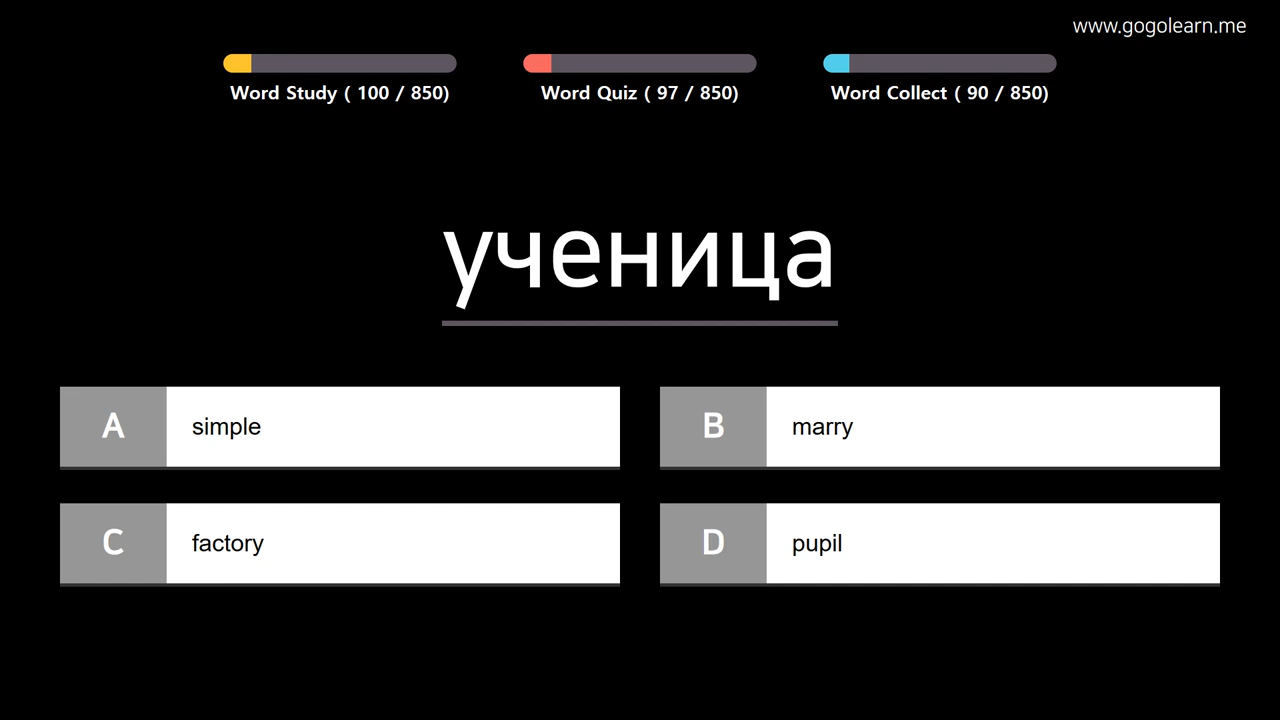 www.gogolearn.me
Word Study ( 100 / 850)
Word Quiz ( 97 / 850)
Word Collect ( 90 / 850)
ученица
A simple
B marry
C factory
D pupil